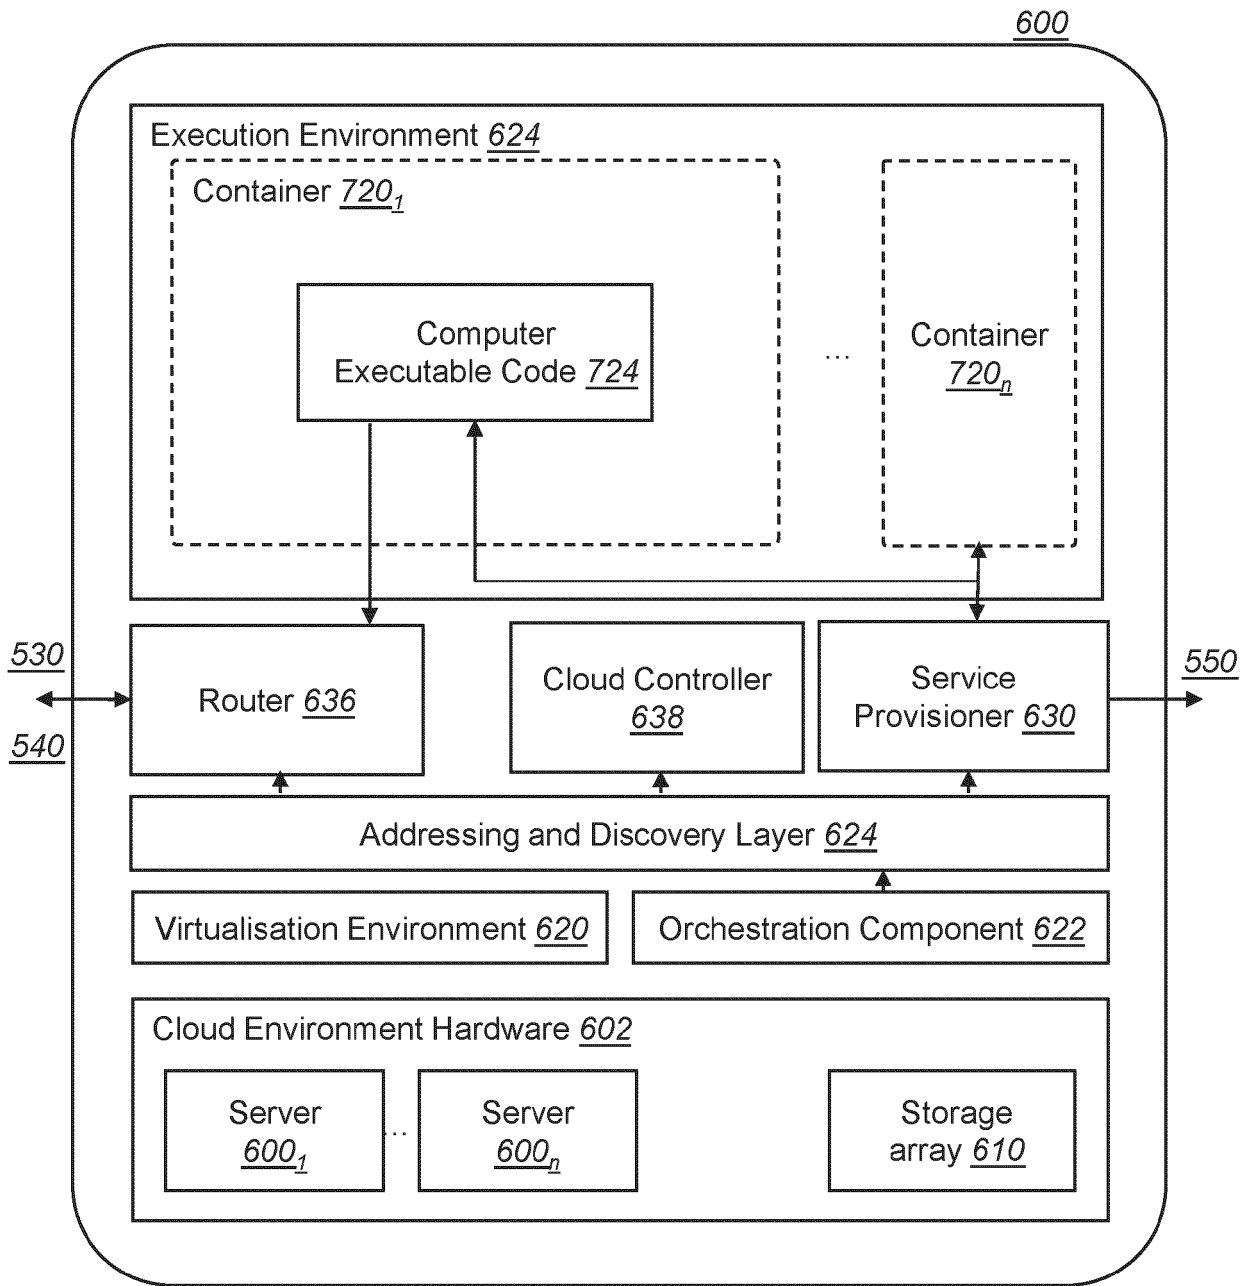 600
Execution Environment 624
Container 720₁
Computer
Executable Code 724
...
Container
720ₙ
530
540
Router 636
Cloud Controller
638
Service
Provisioner 630
550
Addressing and Discovery Layer 624
Virtualisation Environment 620
Orchestration Component 622
Cloud Environment Hardware 602
Server
600₁
...
Server
600ₙ
Storage
array 610